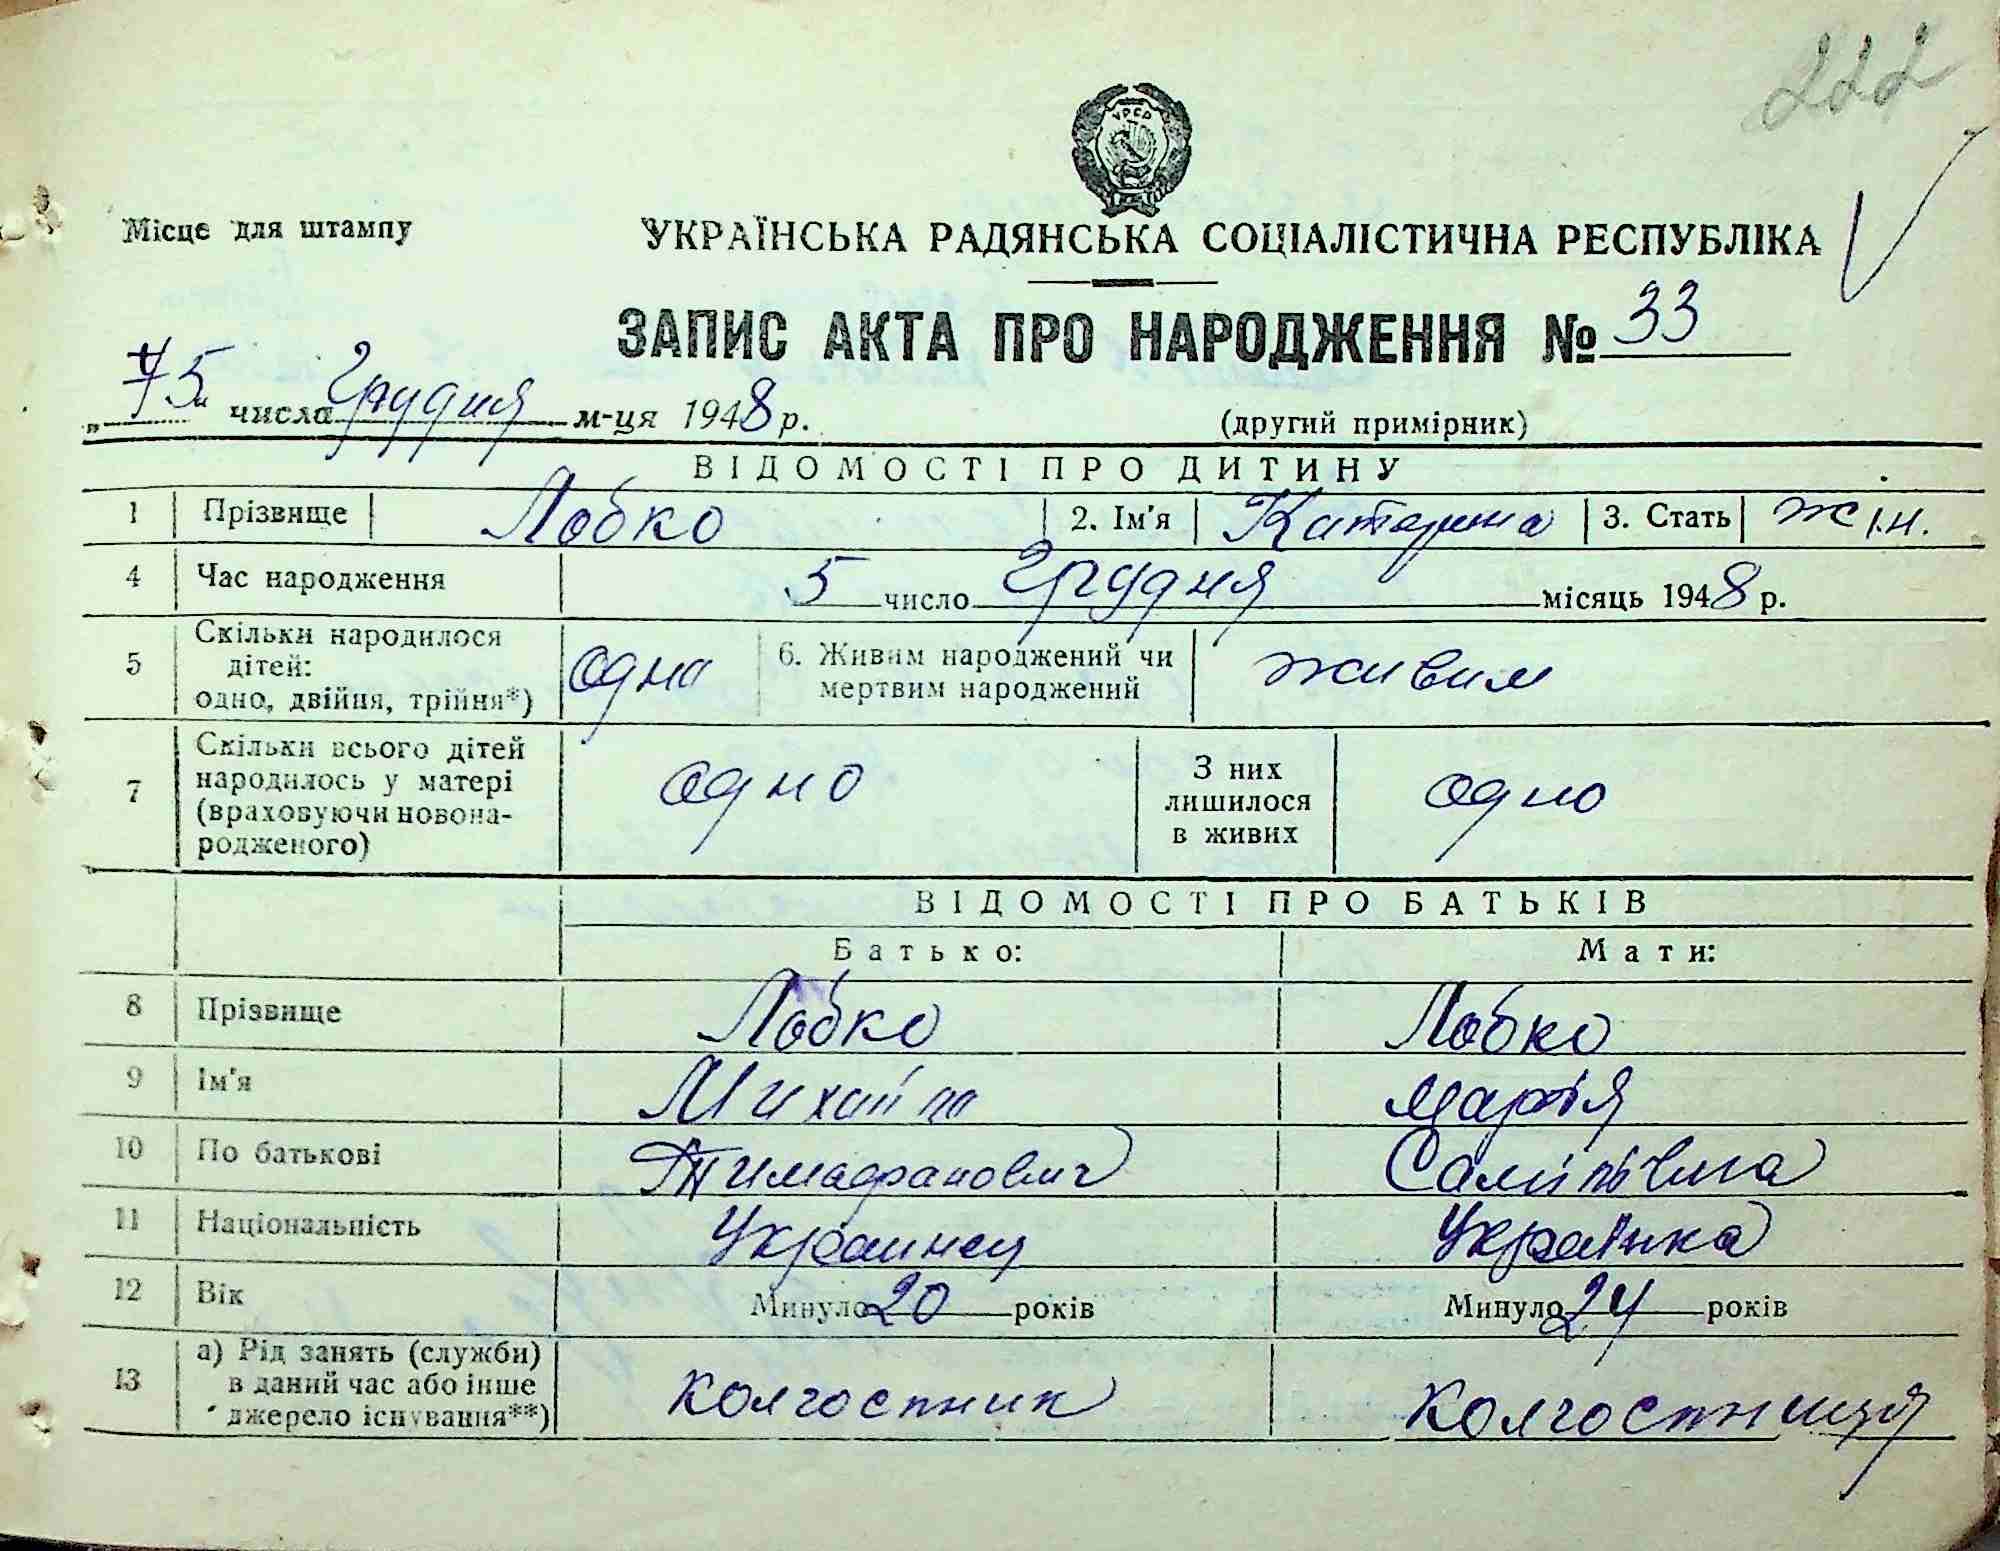 222
УРСР
Місце для штампу
УКРАЇНСЬКА РАДЯНСЬКА СОЦІАЛІСТИЧНА РЕСПУБЛІКА
ЗАПИС АКТА ПРО НАРОДЖЕННЯ № 33
„ 5 “ числа Грудня м-ця 1948 р.
(другий примірник)
ВІДОМОСТІ ПРО ДИТИНУ
1 Прізвище Лобко 2. Ім'я Катерина 3. Стать жін.
4 Час народження 5 число Грудня місяць 1948 р.
5 Скільки народилося дітей: одно, двійня, трійня*) одна 6. Живим народжений чи мертвим народжений живим
7 Скільки всього дітей народилось у матері (враховуючи новонародженого) одно З них лишилося в живих одно
ВІДОМОСТІ ПРО БАТЬКІВ
Батько: Мати:
8 Прізвище Лобко Лобко
9 Ім'я Михайло Марія
10 По батькові
11 Національність Украинец Українка
12 Вік Минуло 20 років Минуло 24 років
13 а) Рід занять (служби) в даний час або інше джерело існування**) колгоспник колгоспниця